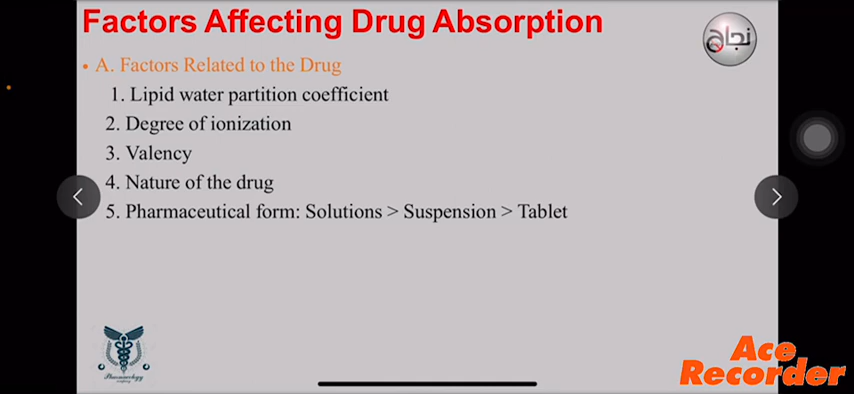 Factors Affecting Drug Absorption
نجاح
• A. Factors Related to the Drug
1. Lipid water partition coefficient
2. Degree of ionization
3. Valency
4. Nature of the drug
5. Pharmaceutical form: Solutions > Suspension > Tablet
Pharmacology
Ace
Recorder